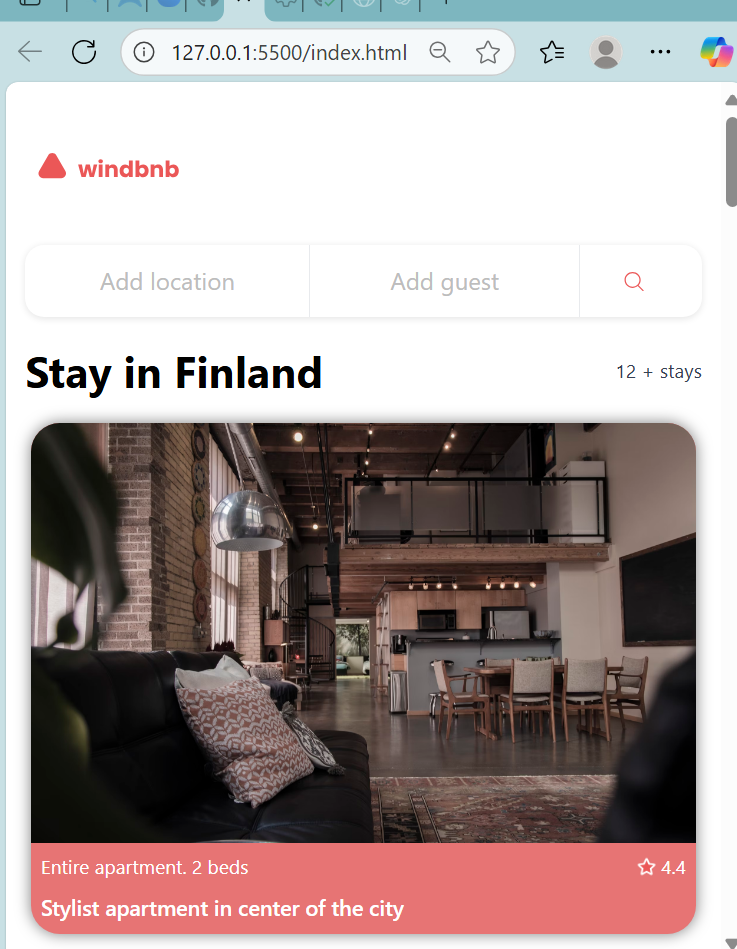 127.0.0.1:5500/index.html
windbnb
Add location
Add guest
Stay in Finland
12 + stays
Entire apartment. 2 beds
4.4
Stylist apartment in center of the city